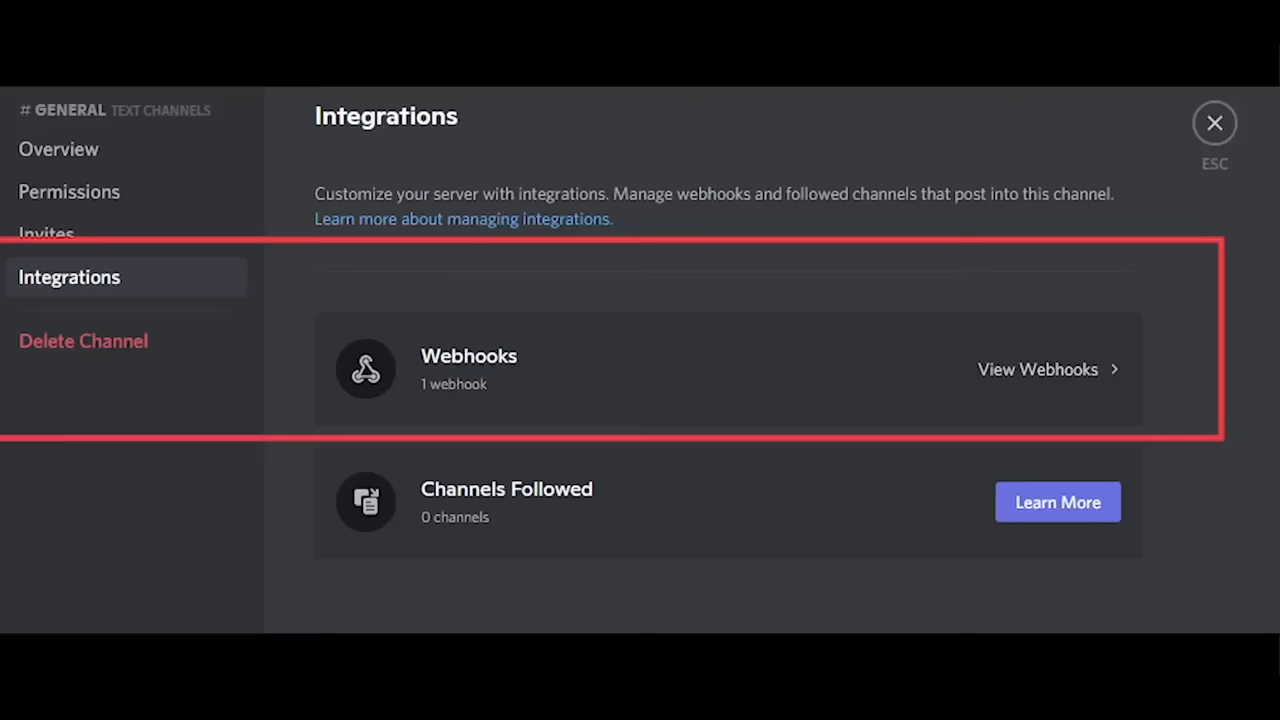 # GENERAL TEXT CHANNELS
Overview
Permissions
Invites
Integrations
Delete Channel
Integrations
Customize your server with integrations. Manage webhooks and followed channels that post into this channel.
Learn more about managing integrations.
Webhooks
1 webhook
View Webhooks
Channels Followed
0 channels
Learn More
ESC